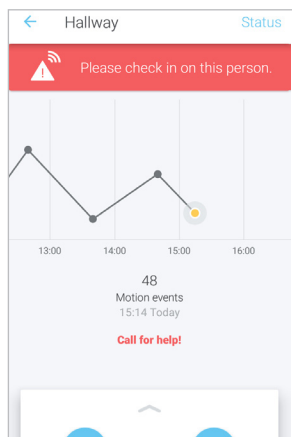 Hallway
Status
Please check in on this person.
13:00
14:00
15:00
16:00
48
Motion events
15:14 Today
Call for help!